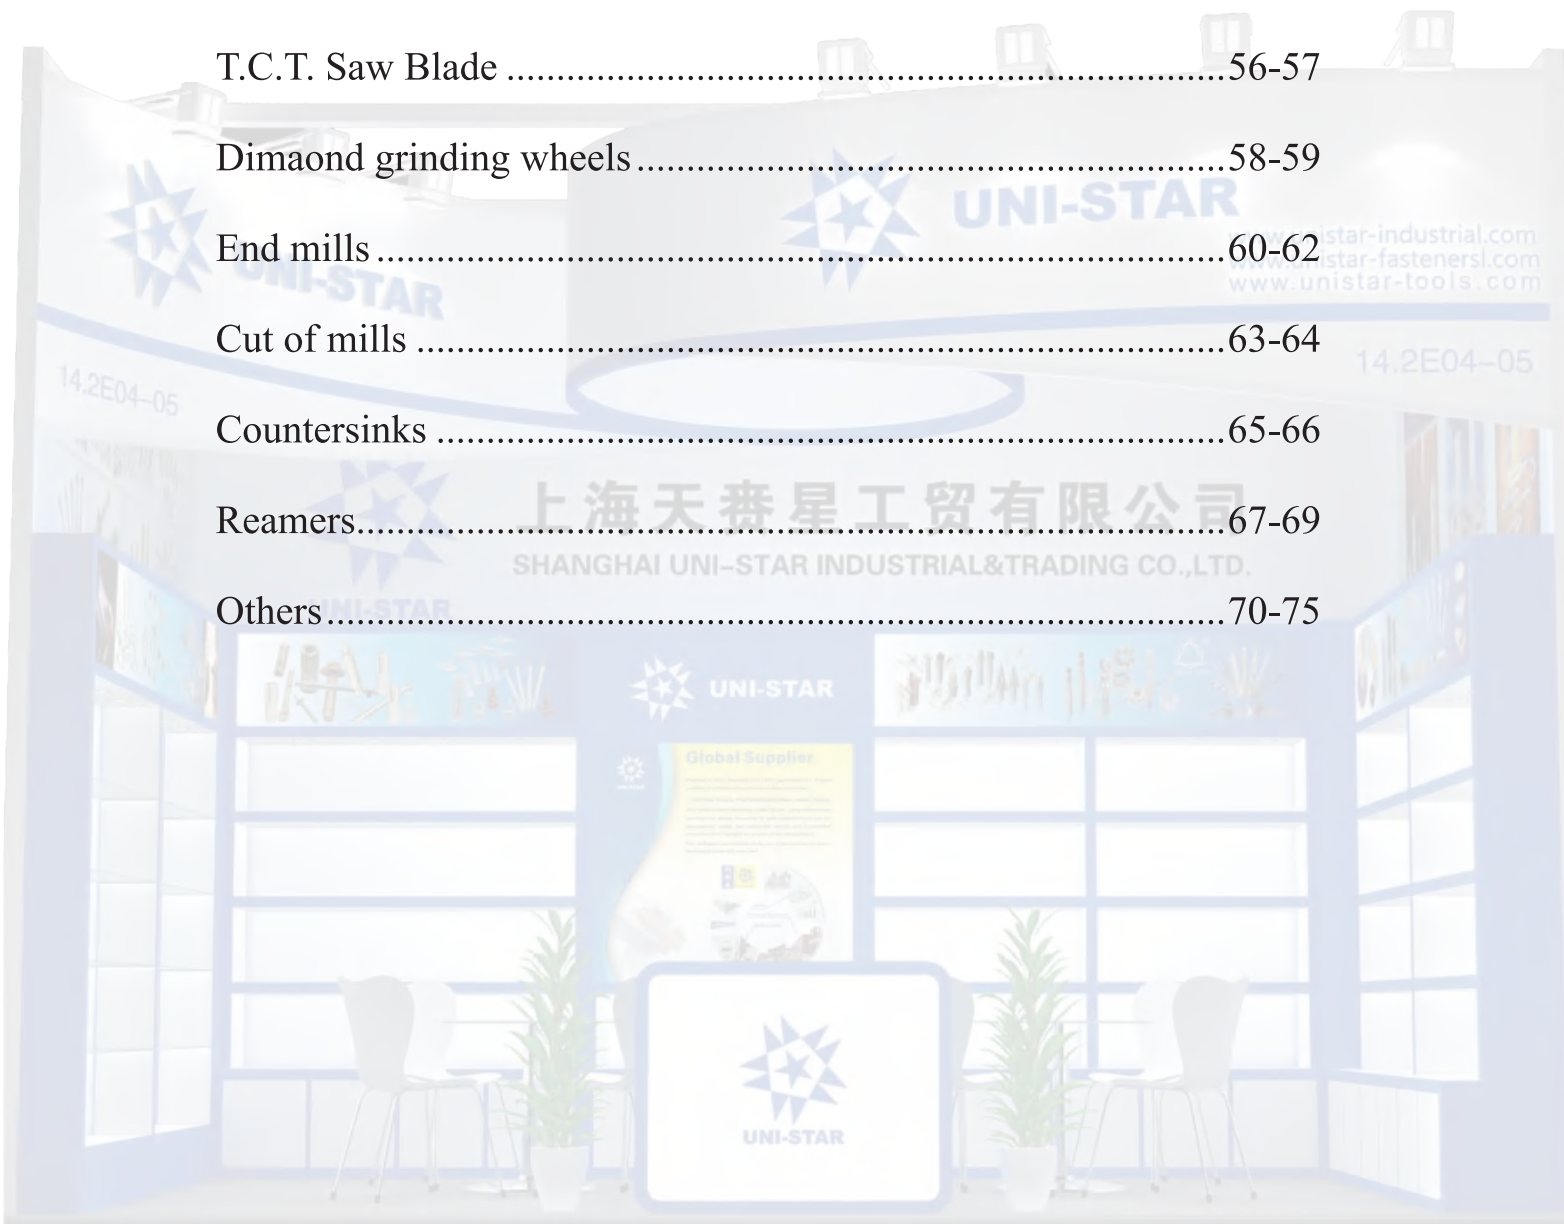 T.C.T. Saw Blade ........................................................................ 56-57
Dimaond grinding wheels ........................................................... 58-59
End mills ..................................................................................... 60-62
Cut of mills ................................................................................. 63-64
Countersinks ............................................................................... 65-66
Reamers....................................................................................... 67-69
Others .......................................................................................... 70-75
UNI-STAR
UNI-STAR
www.unistar-industrial.com
www.unistar-fastenersl.com
www.unistar-tools.com
14.2E04-05
14.2E04-05
上海天赉星工贸有限公司
SHANGHAI UNI-STAR INDUSTRIAL&TRADING CO.,LTD.
UNI-STAR
UNI-STAR
Global Supplier
UNI-STAR